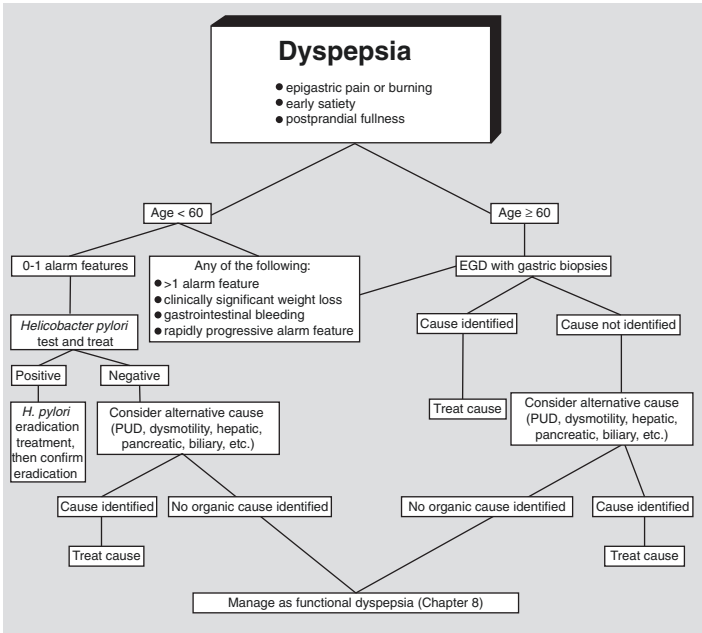 Dyspepsia
● epigastric pain or burning
● early satiety
● postprandial fullness
Age < 60
Age ≥ 60
0-1 alarm features
Any of the following:
● >1 alarm feature
● clinically significant weight loss
● gastrointestinal bleeding
● rapidly progressive alarm feature
EGD with gastric biopsies
Helicobacter pylori
test and treat
Cause identified
Cause not identified
Positive
Negative
Treat cause
H. pylori
eradication
treatment,
then confirm
eradication
Consider alternative cause
(PUD, dysmotility, hepatic,
pancreatic, biliary, etc.)
Consider alternative cause
(PUD, dysmotility, hepatic,
pancreatic, biliary, etc.)
Cause identified
No organic cause identified
No organic cause identified
Cause identified
Treat cause
Treat cause
Manage as functional dyspepsia (Chapter 8)